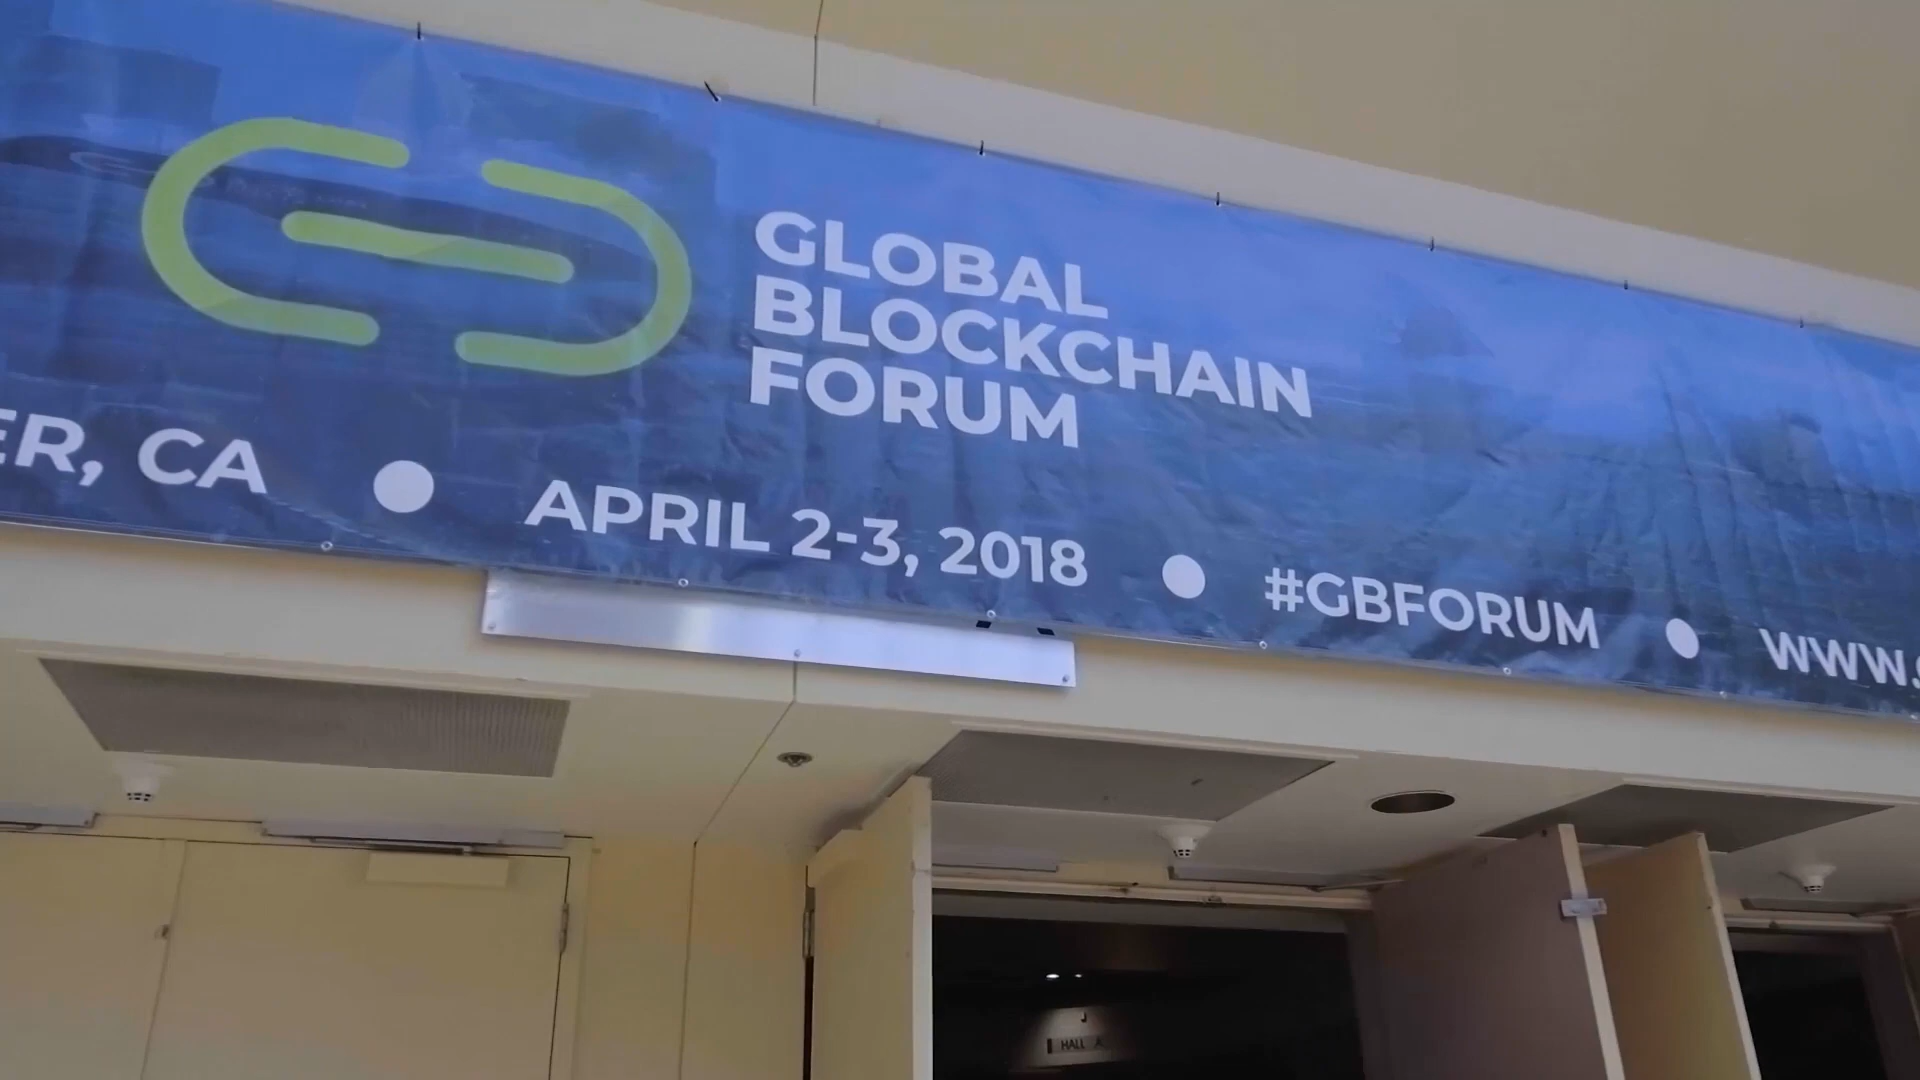 GLOBAL
BLOCKCHAIN
FORUM
ER, CA ● APRIL 2-3, 2018 ● #GBFORUM ● WWW.
HALL A